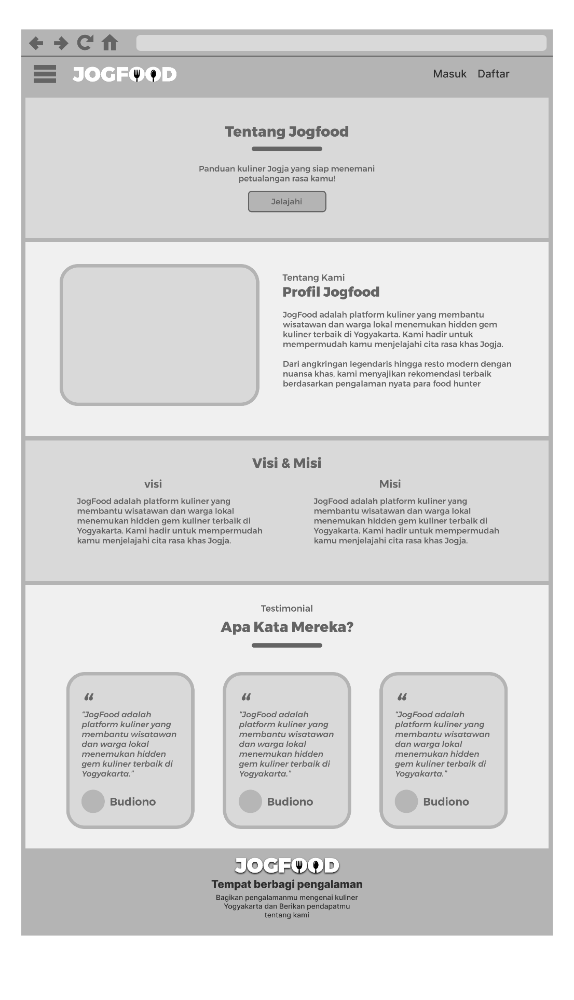 JOGFOOD
Masuk Daftar
Tentang Jogfood
Panduan kuliner Jogja yang siap menemani
petualangan rasa kamu!
Jelajahi
Tentang Kami
Profil Jogfood
JogFood adalah platform kuliner yang membantu
wisatawan dan warga lokal menemukan hidden gem
kuliner terbaik di Yogyakarta. Kami hadir untuk
mempermudah kamu menjelajahi cita rasa khas Jogja.
Dari angkringan legendaris hingga resto modern dengan
nuansa khas, kami menyajikan rekomendasi terbaik
berdasarkan pengalaman nyata para food hunter
Visi & Misi
visi
JogFood adalah platform kuliner yang
membantu wisatawan dan warga lokal
menemukan hidden gem kuliner terbaik di
Yogyakarta. Kami hadir untuk mempermudah
kamu menjelajahi cita rasa khas Jogja.
Misi
JogFood adalah platform kuliner yang
membantu wisatawan dan warga lokal
menemukan hidden gem kuliner terbaik di
Yogyakarta. Kami hadir untuk mempermudah
kamu menjelajahi cita rasa khas Jogja.
Testimonial
Apa Kata Mereka?
“
“JogFood adalah
platform kuliner yang
membantu wisatawan
dan warga lokal
menemukan hidden
gem kuliner terbaik di
Yogyakarta.”
Budiono
“
“JogFood adalah
platform kuliner yang
membantu wisatawan
dan warga lokal
menemukan hidden
gem kuliner terbaik di
Yogyakarta.”
Budiono
“
“JogFood adalah
platform kuliner yang
membantu wisatawan
dan warga lokal
menemukan hidden
gem kuliner terbaik di
Yogyakarta.”
Budiono
JOGFOOD
Tempat berbagi pengalaman
Bagikan pengalamanmu mengenai kuliner
Yogyakarta dan Berikan pendapatmu
tentang kami